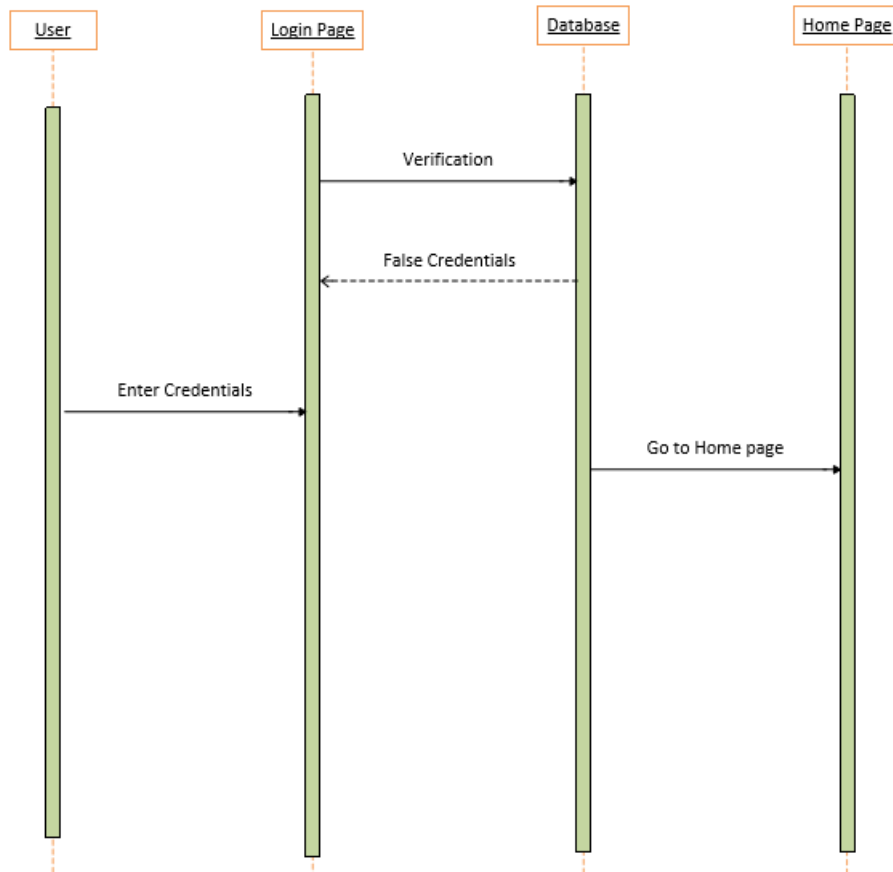 User
Login Page
Database
Home Page
Verification
False Credentials
Enter Credentials
Go to Home page